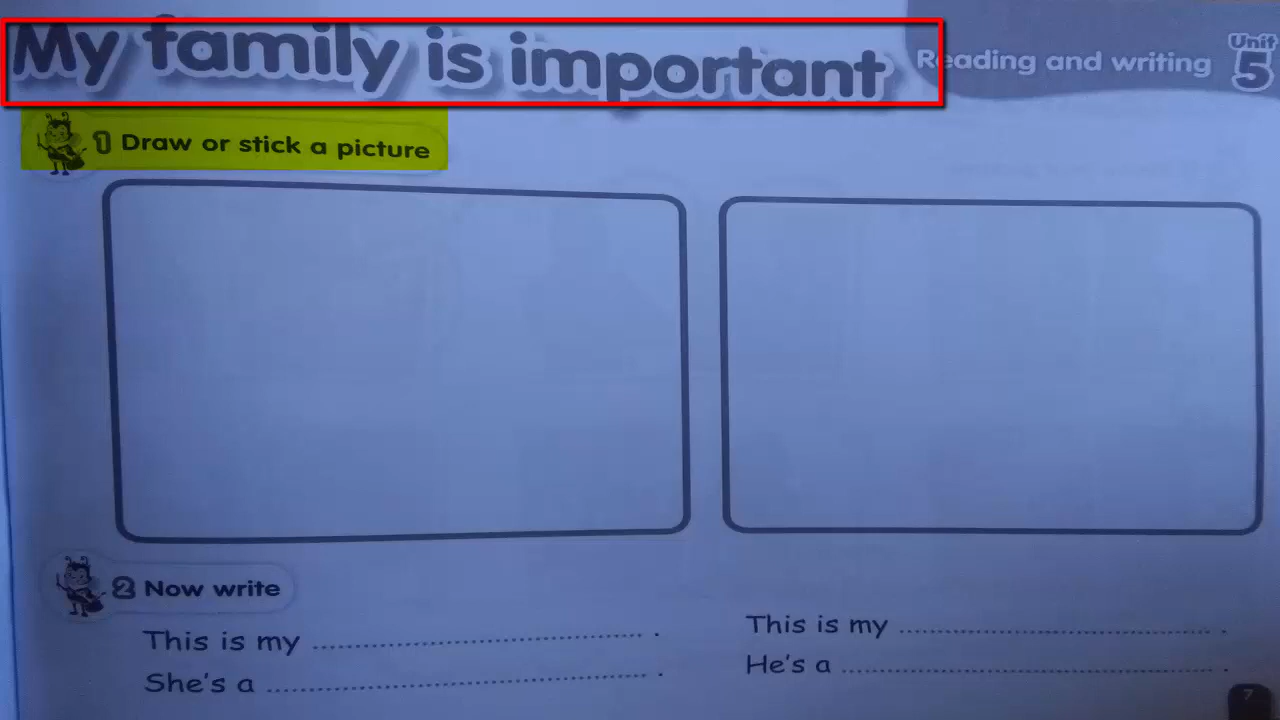 My family is important
Reading and writing
Unit
5
1 Draw or stick a picture
2 Now write
This is my .................................................... .
She's a ............................................................ .
This is my .................................................... .
He's a ............................................................ .
7